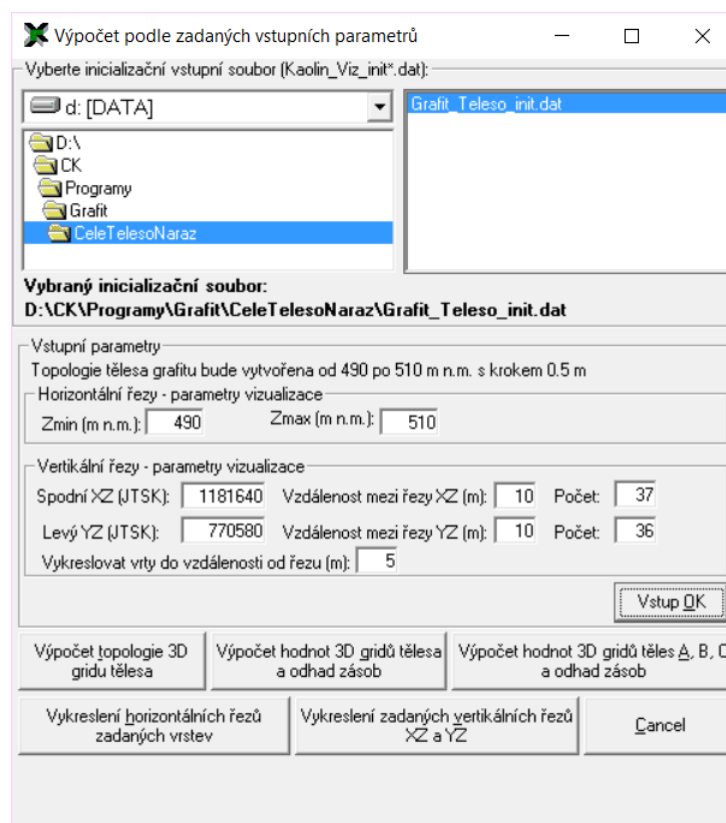 Výpočet podle zadaných vstupních parametrů
Vyberte inicializační vstupní soubor (Kaolin_Viz_init*.dat):
d: [DATA]
Grafit_Teleso_init.dat
D:\
CK
Programy
Grafit
CeleTelesoNaraz
Vybraný inicializační soubor:
D:\CK\Programy\Grafit\CeleTelesoNaraz\Grafit_Teleso_init.dat
Vstupní parametry
Topologie tělesa grafitu bude vytvořena od 490 po 510 m n.m. s krokem 0.5 m
Horizontální řezy - parametry vizualizace
Zmin (m n.m.): 490 Zmax (m n.m.): 510
Vertikální řezy - parametry vizualizace
Spodní XZ (JTSK): 1181640 Vzdálenost mezi řezy XZ (m): 10 Počet: 37
Levý YZ (JTSK): 770580 Vzdálenost mezi řezy YZ (m): 10 Počet: 36
Vykreslovat vrty do vzdálenosti od řezu (m): 5
Vstup OK
Výpočet topologie 3D
gridu tělesa
Výpočet hodnot 3D gridů tělesa
a odhad zásob
Výpočet hodnot 3D gridů těles A, B, C
a odhad zásob
Vykreslení horizontálních řezů
zadaných vrstev
Vykreslení zadaných vertikálních řezů
XZ a YZ
Cancel